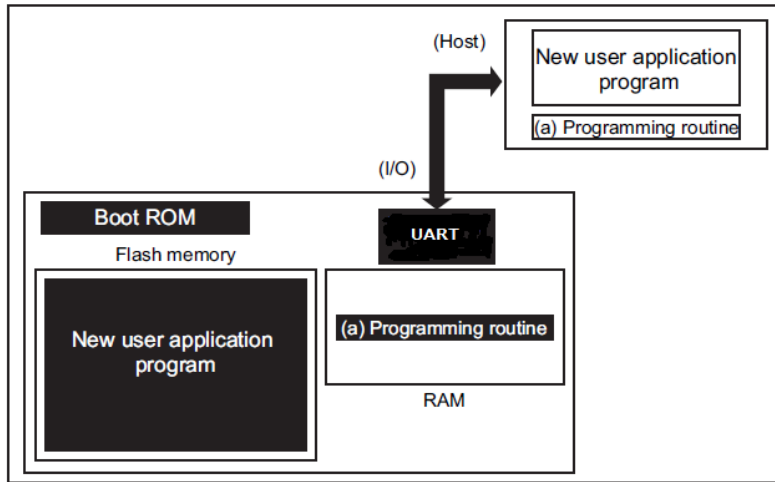 (Host)
New user application
program
(a) Programming routine
(I/O)
Boot ROM
UART
Flash memory
New user application
program
(a) Programming routine
RAM